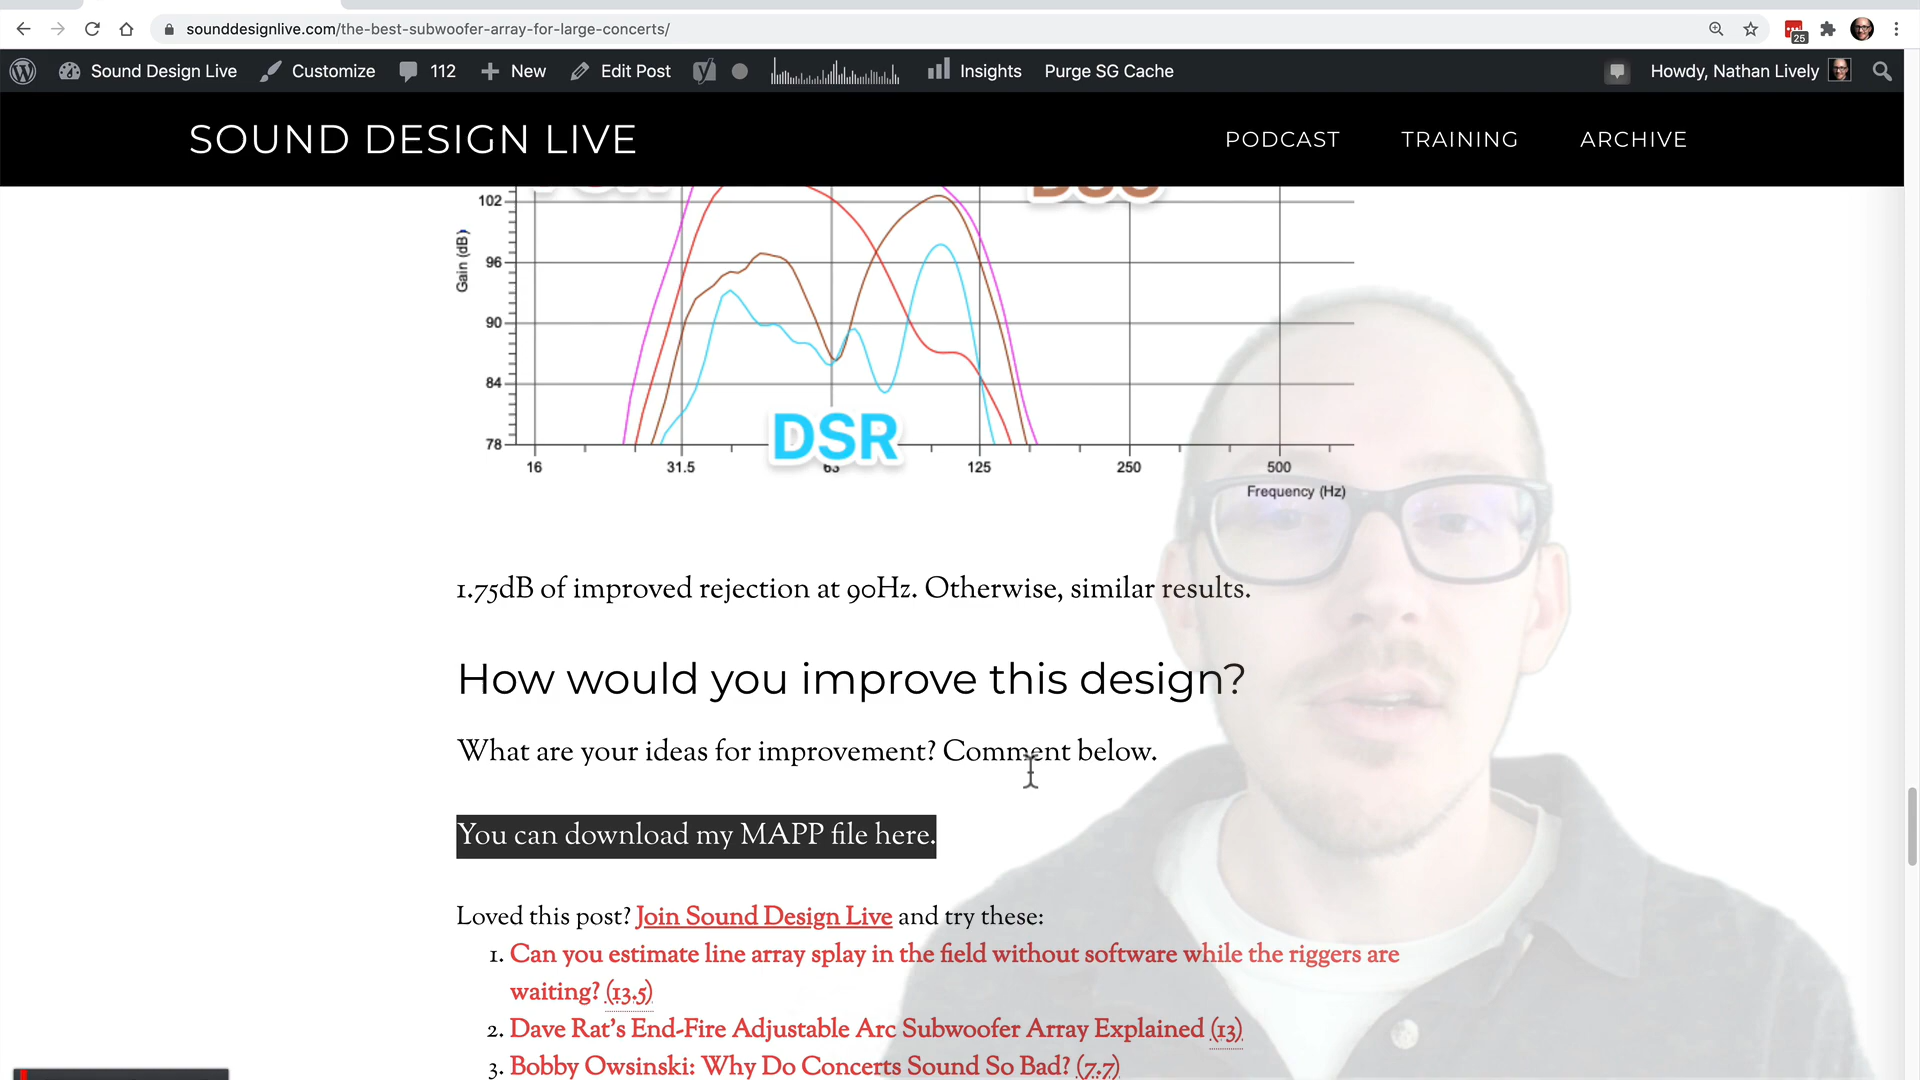 sounddesignlive.com/the-best-subwoofer-array-for-large-concerts/
25
Sound Design Live
Customize
112
New
Edit Post
Insights
Purge SG Cache
Howdy, Nathan Lively
SOUND DESIGN LIVE
PODCAST
TRAINING
ARCHIVE
102
96
90
84
78
Gain (dB)
DSR
16
31.5
63
125
250
500
Frequency (Hz)
1.75dB of improved rejection at 90Hz. Otherwise, similar results.
How would you improve this design?
What are your ideas for improvement? Comment below.
You can download my MAPP file here.
Loved this post? Join Sound Design Live and try these:
1. Can you estimate line array splay in the field without software while the riggers are
waiting? (13.5)
2. Dave Rat's End-Fire Adjustable Arc Subwoofer Array Explained (13)
3. Bobby Owsinski: Why Do Concerts Sound So Bad? (7.7)